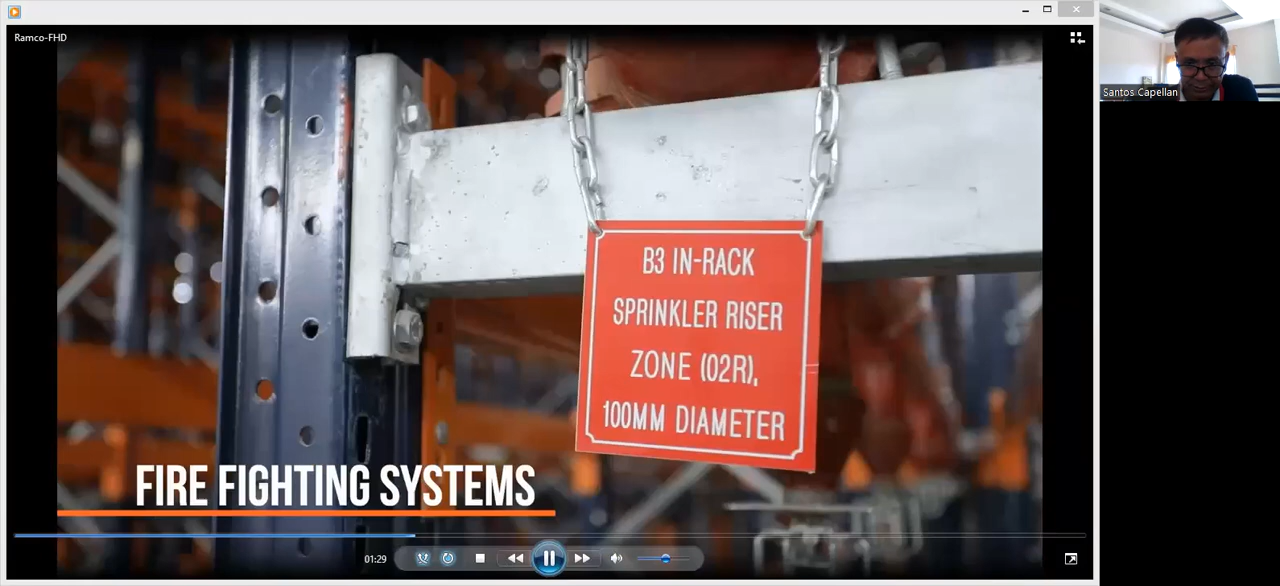 Ramco-FHD
Santos Capellan
B3 IN-RACK
SPRINKLER RISER
ZONE (02R),
100MM DIAMETER
FIRE FIGHTING SYSTEMS
01:29